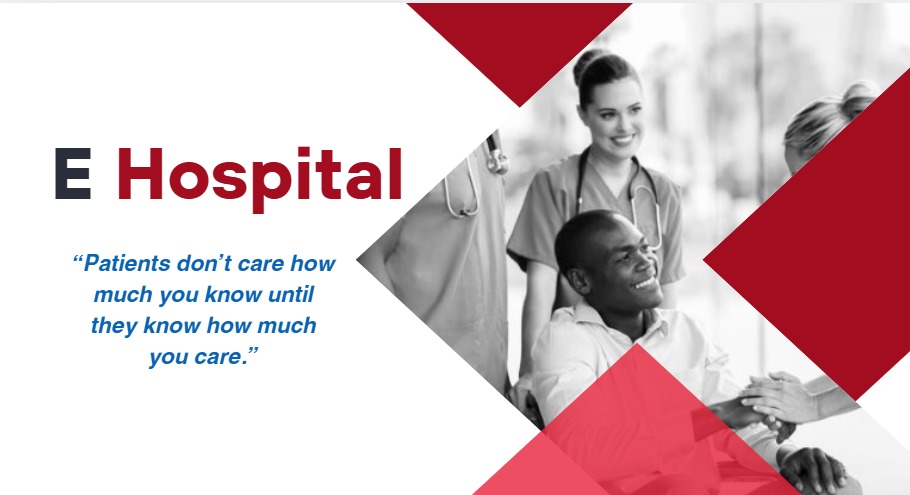 E Hospital
“Patients don’t care how
much you know until
they know how much
you care.”